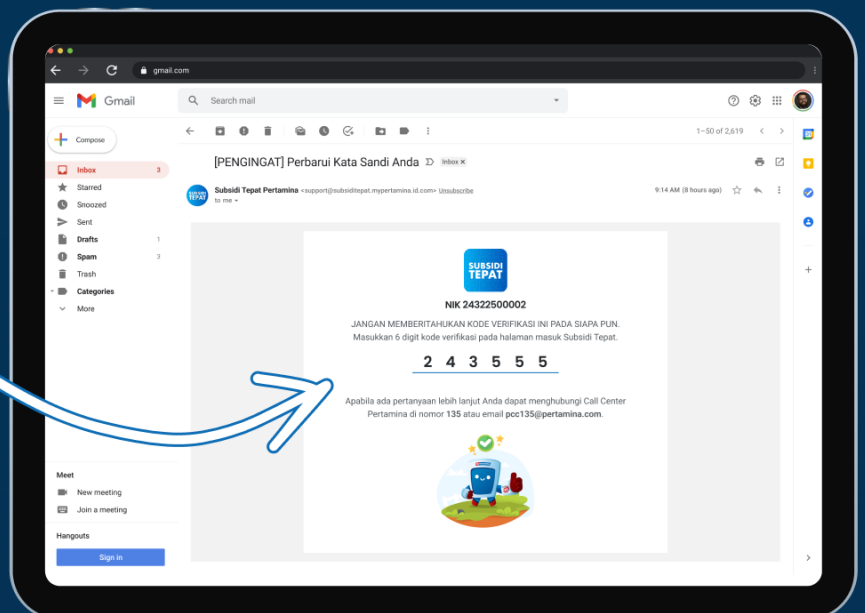 gmail.com
Gmail
Search mail
Compose
1–50 of 2,619
Inbox 3
Starred
Snoozed
Sent
Drafts 1
Spam 3
Trash
Categories
More
[PENGINGAT] Perbarui Kata Sandi Anda Inbox x
SUBSIDI
TEPAT
Subsidi Tepat Pertamina <support@subsiditepat.mypertamina.id.com> Unsubscribe
9:14 AM (8 hours ago)
to me
SUBSIDI
TEPAT
NIK 24322500002
JANGAN MEMBERITAHUKAN KODE VERIFIKASI INI PADA SIAPA PUN.
Masukkan 6 digit kode verifikasi pada halaman masuk Subsidi Tepat.
2 4 3 5 5 5
Apabila ada pertanyaan lebih lanjut Anda dapat menghubungi Call Center
Pertamina di nomor 135 atau email pcc135@pertamina.com.
Meet
New meeting
Join a meeting
Hangouts
Sign in